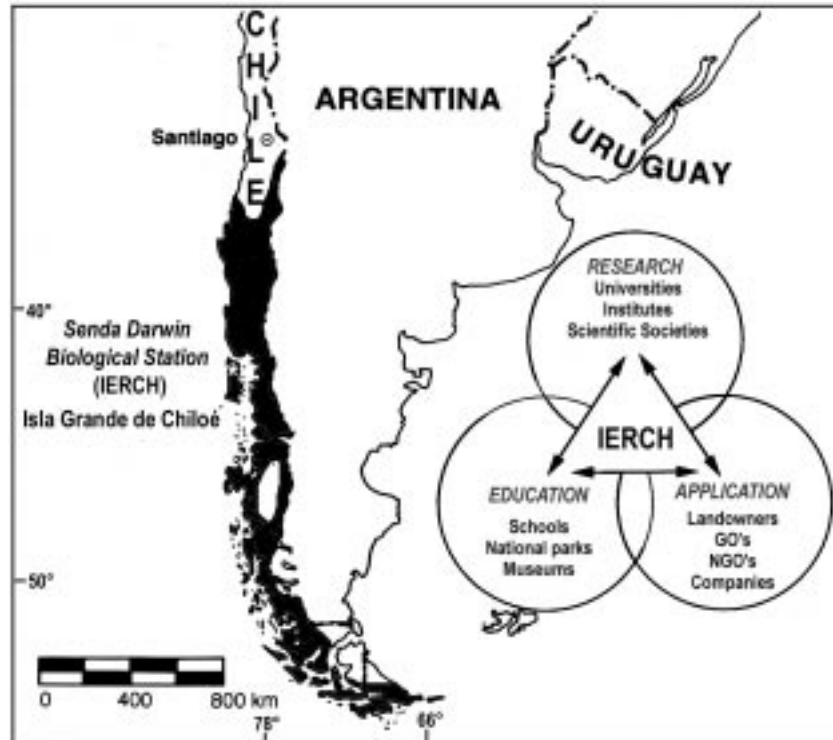 CHILE
ARGENTINA
Santiago
URUGUAY
40°
Senda Darwin
Biological Station
(IERCH)
Isla Grande de Chiloé
RESEARCH
Universities
Institutes
Scientific Societies
IERCH
EDUCATION
Schools
National parks
Museums
APPLICATION
Landowners
GO's
NGO's
Companies
50°
0 400 800 km
78° 66°